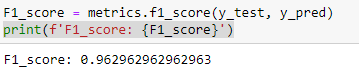 F1_score = metrics.f1_score(y_test, y_pred)
print(f'F1_score: {F1_score}')
F1_score: 0.962962962962963